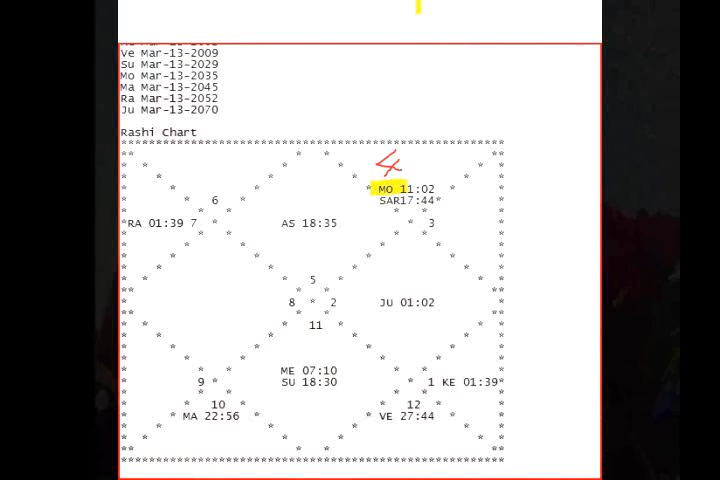 Ve Mar-13-2009
Su Mar-13-2029
Mo Mar-13-2035
Ma Mar-13-2045
Ra Mar-13-2052
Ju Mar-13-2070
Rashi Chart
4
MO 11:02
6 SAR17:44
RA 01:39 7 AS 18:35 3
5
8 2 JU 01:02
11
ME 07:10
9 SU 18:30 1 KE 01:39
10 12
MA 22:56 VE 27:44